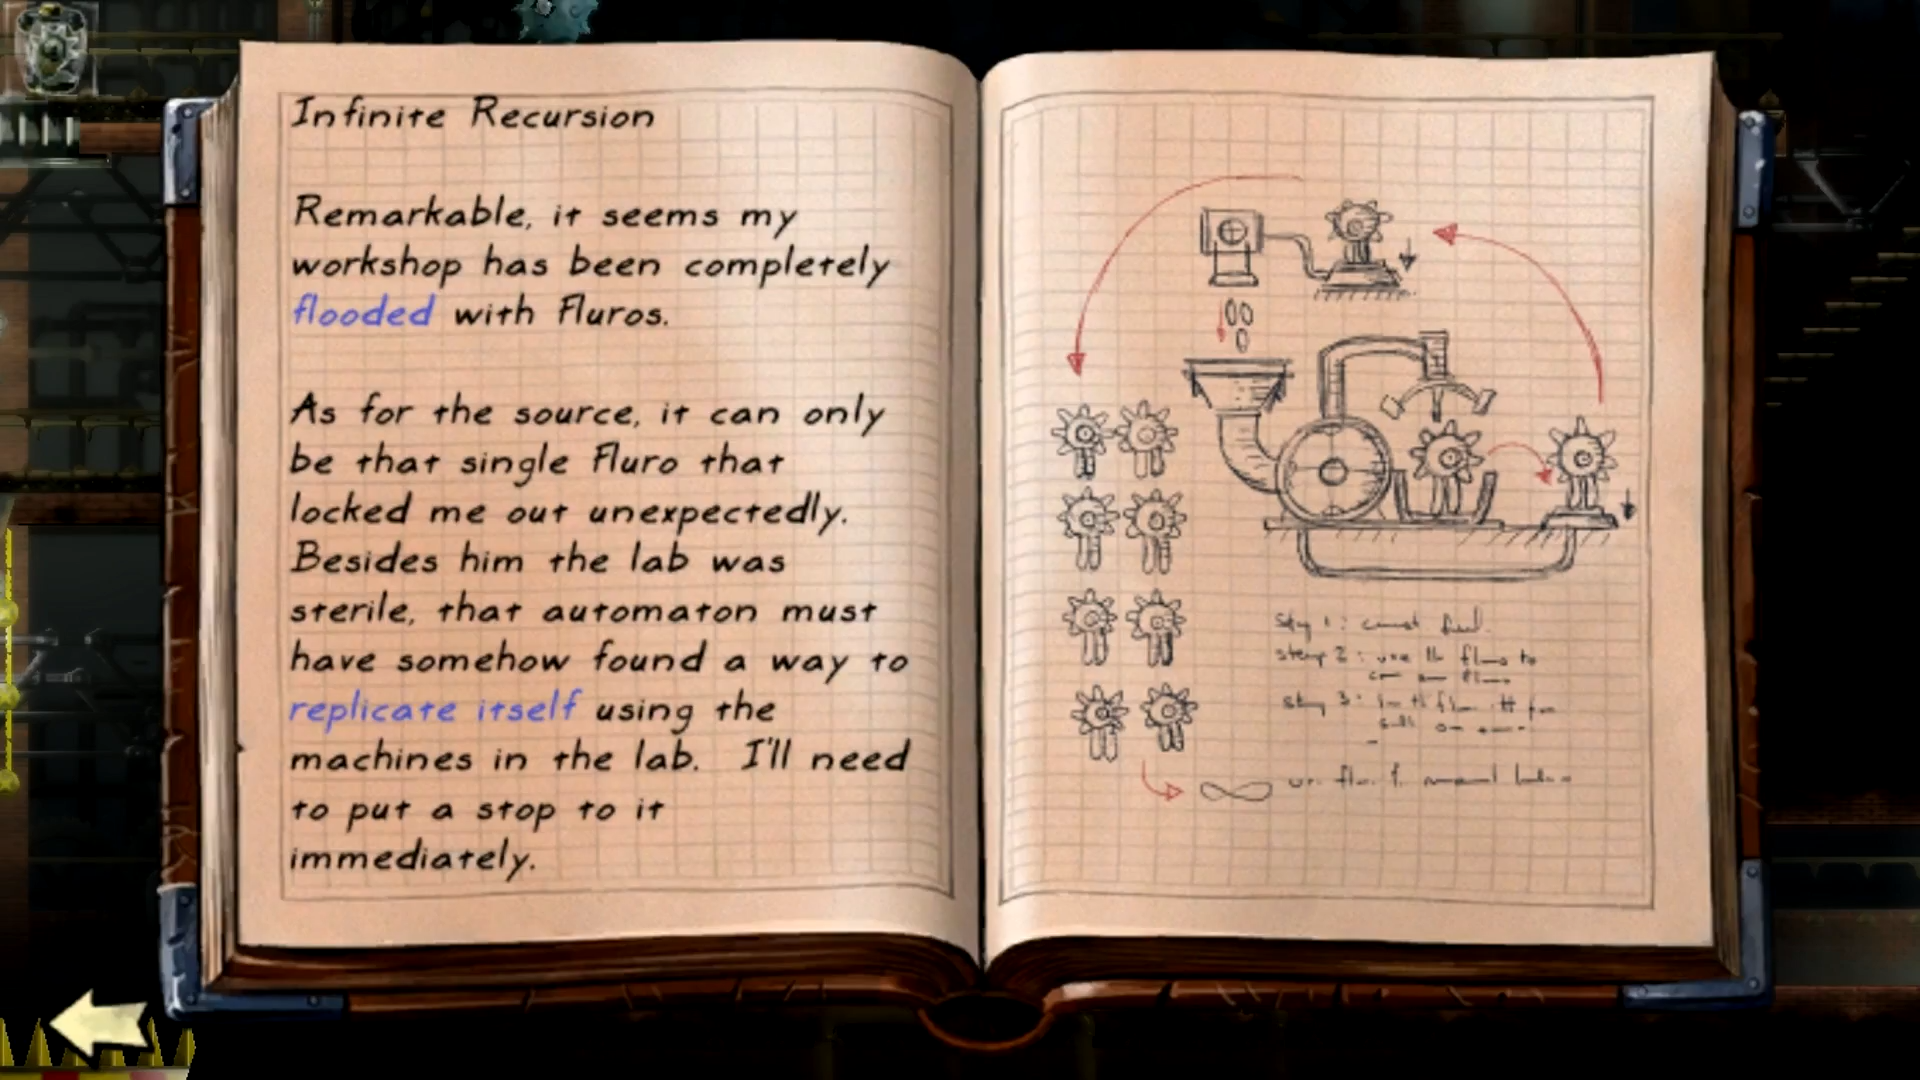 Infinite Recursion
Remarkable, it seems my
workshop has been completely
flooded with Fluros.
As for the source, it can only
be that single Fluro that
locked me out unexpectedly.
Besides him the lab was
sterile, that automaton must
have somehow found a way to
replicate itself using the
machines in the lab. I'll need
to put a stop to it
immediately.